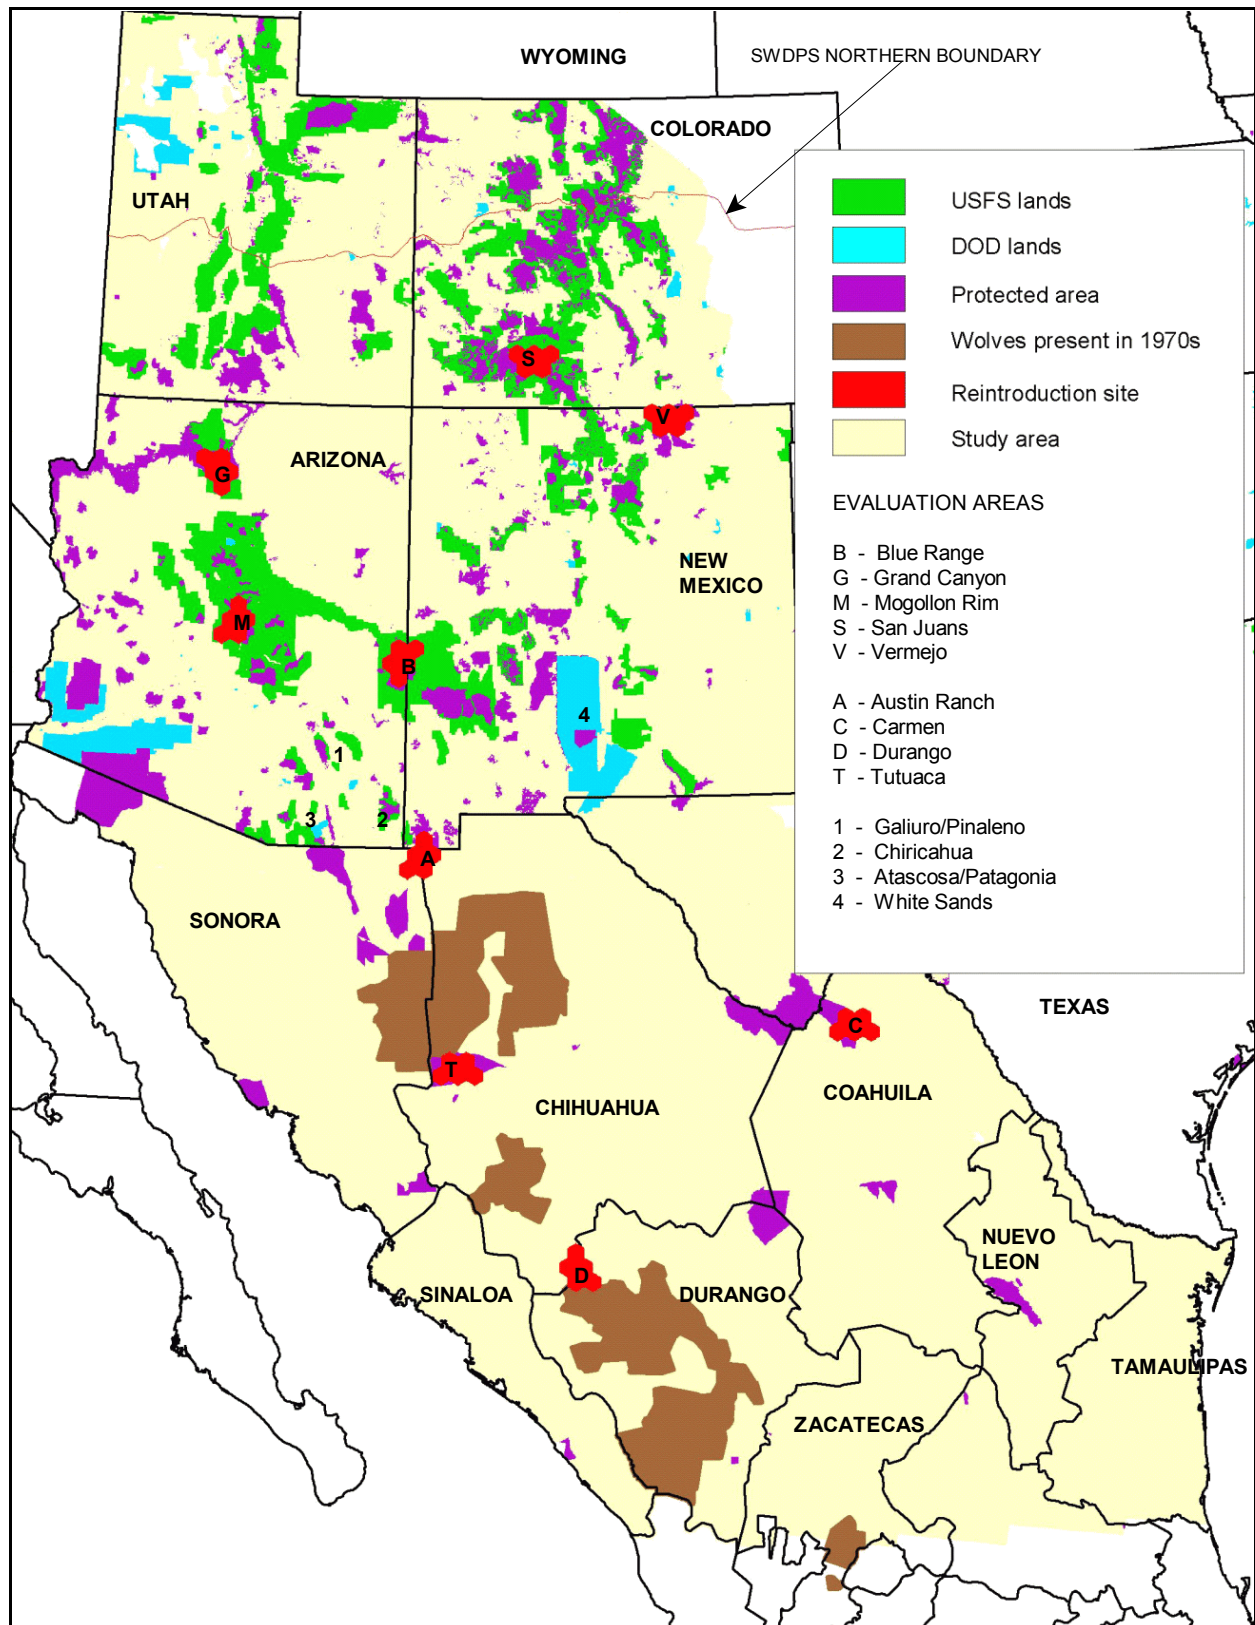 WYOMING
SWDPS NORTHERN BOUNDARY
COLORADO
UTAH
USFS lands
DOD lands
Protected area
Wolves present in 1970s
Reintroduction site
Study area
EVALUATION AREAS
B - Blue Range
G - Grand Canyon
M - Mogollon Rim
S - San Juans
V - Vermejo
A - Austin Ranch
C - Carmen
D - Durango
T - Tutuaca
1 - Galiuro/Pinaleno
2 - Chiricahua
3 - Atascosa/Patagonia
4 - White Sands
S
V
G
ARIZONA
NEW
MEXICO
M
B
4
1
3
2
A
SONORA
TEXAS
C
T
CHIHUAHUA
COAHUILA
NUEVO
LEON
D
SINALOA
DURANGO
TAMAULIPAS
ZACATECAS